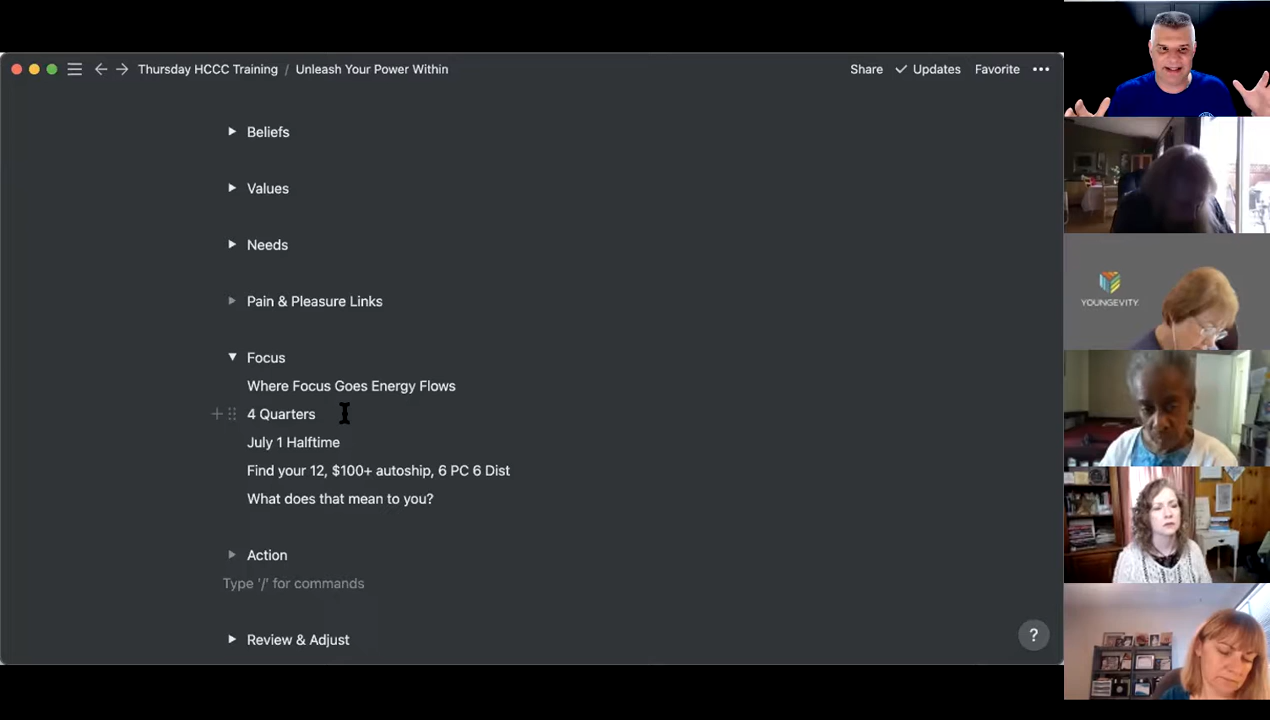 Thursday HCCC Training / Unleash Your Power Within
Share ✓ Updates Favorite •••
Beliefs
Values
Needs
Pain & Pleasure Links
Focus
Where Focus Goes Energy Flows
4 Quarters
July 1 Halftime
Find your 12, $100+ autoship, 6 PC 6 Dist
What does that mean to you?
Action
Type '/' for commands
Review & Adjust
?
YOUNGEVITY